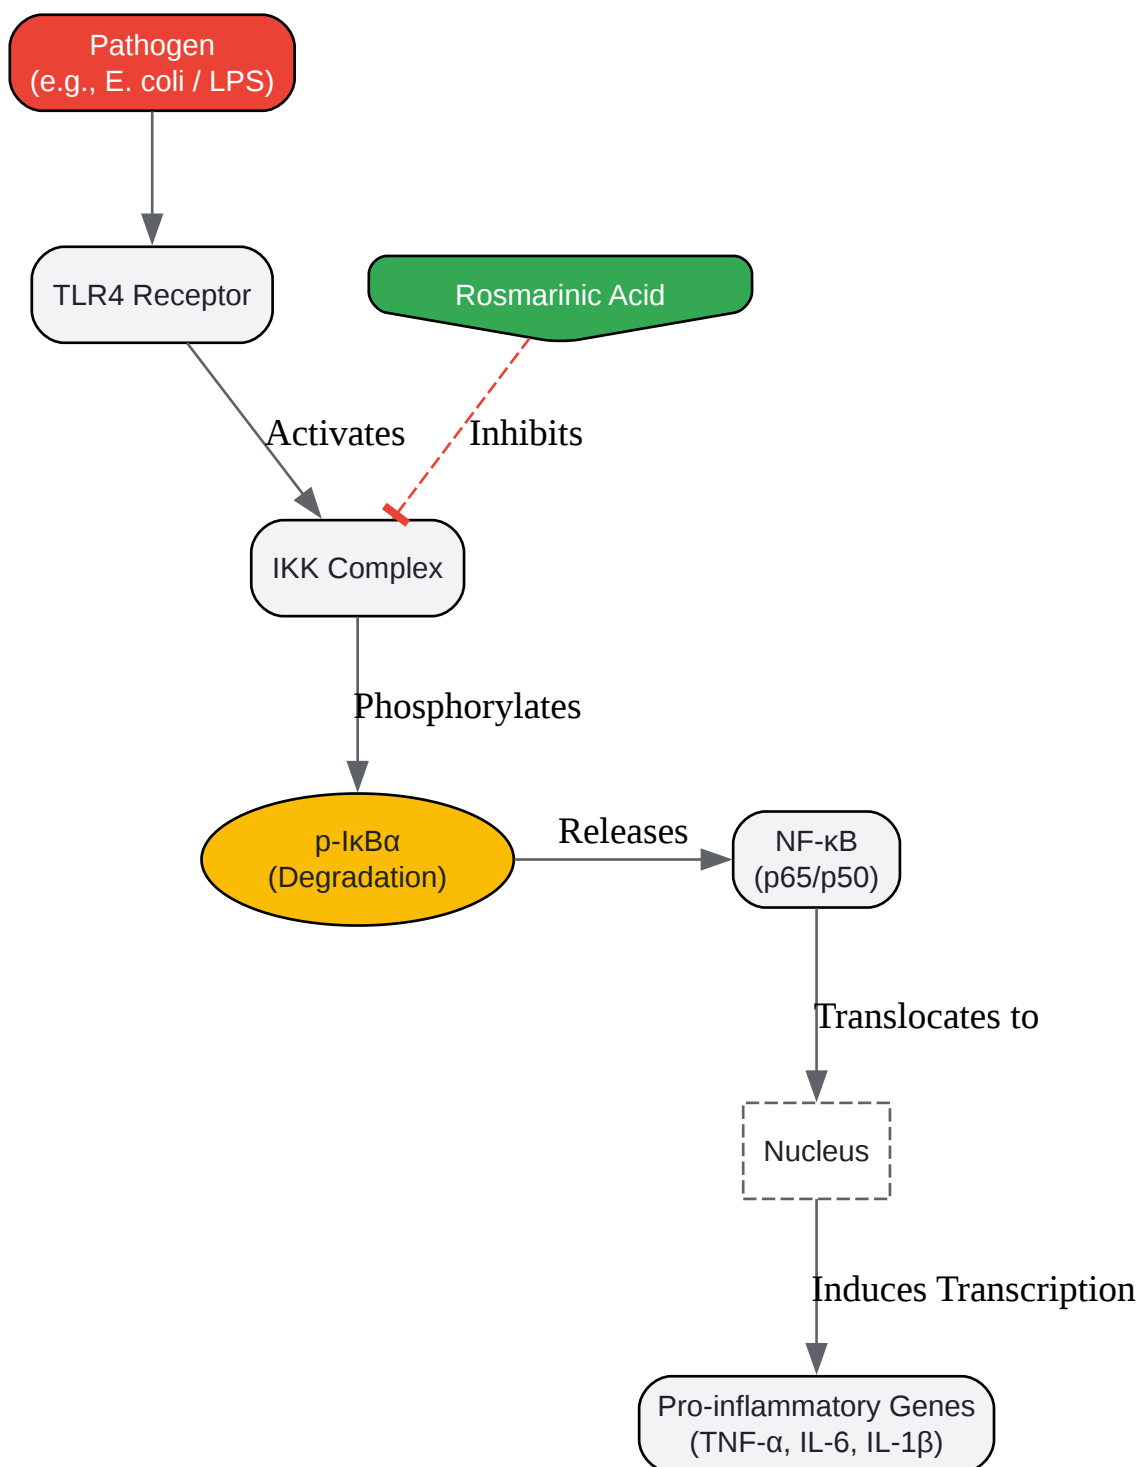 Pathogen
(e.g., E. coli / LPS)
TLR4 Receptor
Rosmarinic Acid
Activates
Inhibits
IKK Complex
Phosphorylates
p-IκBα
(Degradation)
Releases
NF-κB
(p65/p50)
Translocates to
Nucleus
Induces Transcription
Pro-inflammatory Genes
(TNF-α, IL-6, IL-1β)